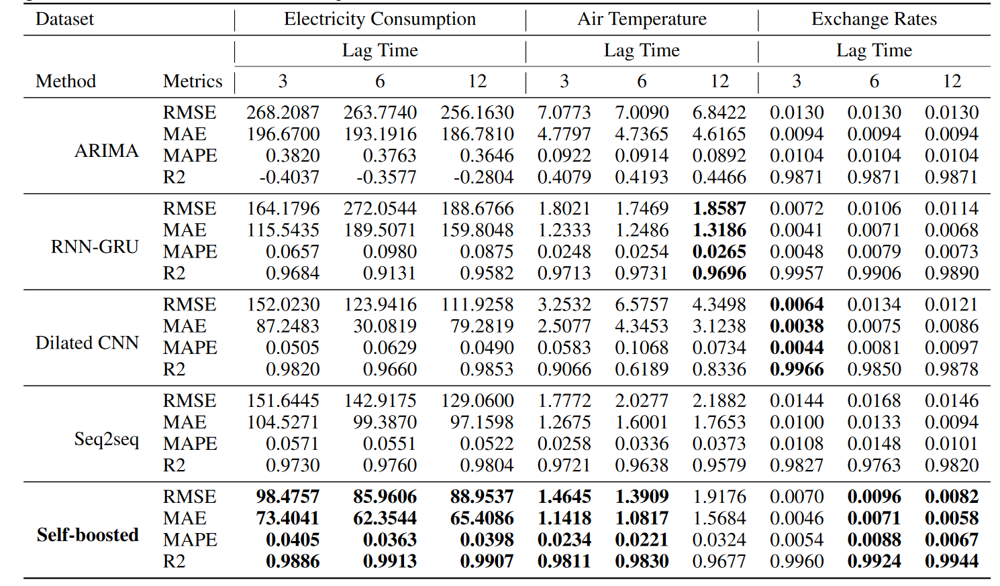 Dataset Electricity Consumption Air Temperature Exchange Rates
Lag Time Lag Time Lag Time
Method Metrics 3 6 12 3 6 12 3 6 12
RMSE 268.2087 263.7740 256.1630 7.0773 7.0090 6.8422 0.0130 0.0130 0.0130
MAE 196.6700 193.1916 186.7810 4.7797 4.7365 4.6165 0.0094 0.0094 0.0094
ARIMA
MAPE 0.3820 0.3763 0.3646 0.0922 0.0914 0.0892 0.0104 0.0104 0.0104
R2 -0.4037 -0.3577 -0.2804 0.4079 0.4193 0.4466 0.9871 0.9871 0.9871
RMSE 164.1796 272.0544 188.6766 1.8021 1.7469 1.8587 0.0072 0.0106 0.0114
MAE 115.5435 189.5071 159.8048 1.2333 1.2486 1.3186 0.0041 0.0071 0.0068
RNN-GRU
MAPE 0.0657 0.0980 0.0875 0.0248 0.0254 0.0265 0.0048 0.0079 0.0073
R2 0.9684 0.9131 0.9582 0.9713 0.9731 0.9696 0.9957 0.9906 0.9890
RMSE 152.0230 123.9416 111.9258 3.2532 6.5757 4.3498 0.0064 0.0134 0.0121
MAE 87.2483 30.0819 79.2819 2.5077 4.3453 3.1238 0.0038 0.0075 0.0086
Dilated CNN
MAPE 0.0505 0.0629 0.0490 0.0583 0.1068 0.0734 0.0044 0.0081 0.0097
R2 0.9820 0.9660 0.9853 0.9066 0.6189 0.8336 0.9966 0.9850 0.9878
RMSE 151.6445 142.9175 129.0600 1.7772 2.0277 2.1882 0.0144 0.0168 0.0146
MAE 104.5271 99.3870 97.1598 1.2675 1.6001 1.7653 0.0100 0.0133 0.0094
Seq2seq
MAPE 0.0571 0.0551 0.0522 0.0258 0.0336 0.0373 0.0108 0.0148 0.0101
R2 0.9730 0.9760 0.9804 0.9721 0.9638 0.9579 0.9827 0.9763 0.9820
RMSE 98.4757 85.9606 88.9537 1.4645 1.3909 1.9176 0.0070 0.0096 0.0082
MAE 73.4041 62.3544 65.4086 1.1418 1.0817 1.5684 0.0046 0.0071 0.0058
Self-boosted
MAPE 0.0405 0.0363 0.0398 0.0234 0.0221 0.0324 0.0054 0.0088 0.0067
R2 0.9886 0.9913 0.9907 0.9811 0.9830 0.9677 0.9960 0.9924 0.9944